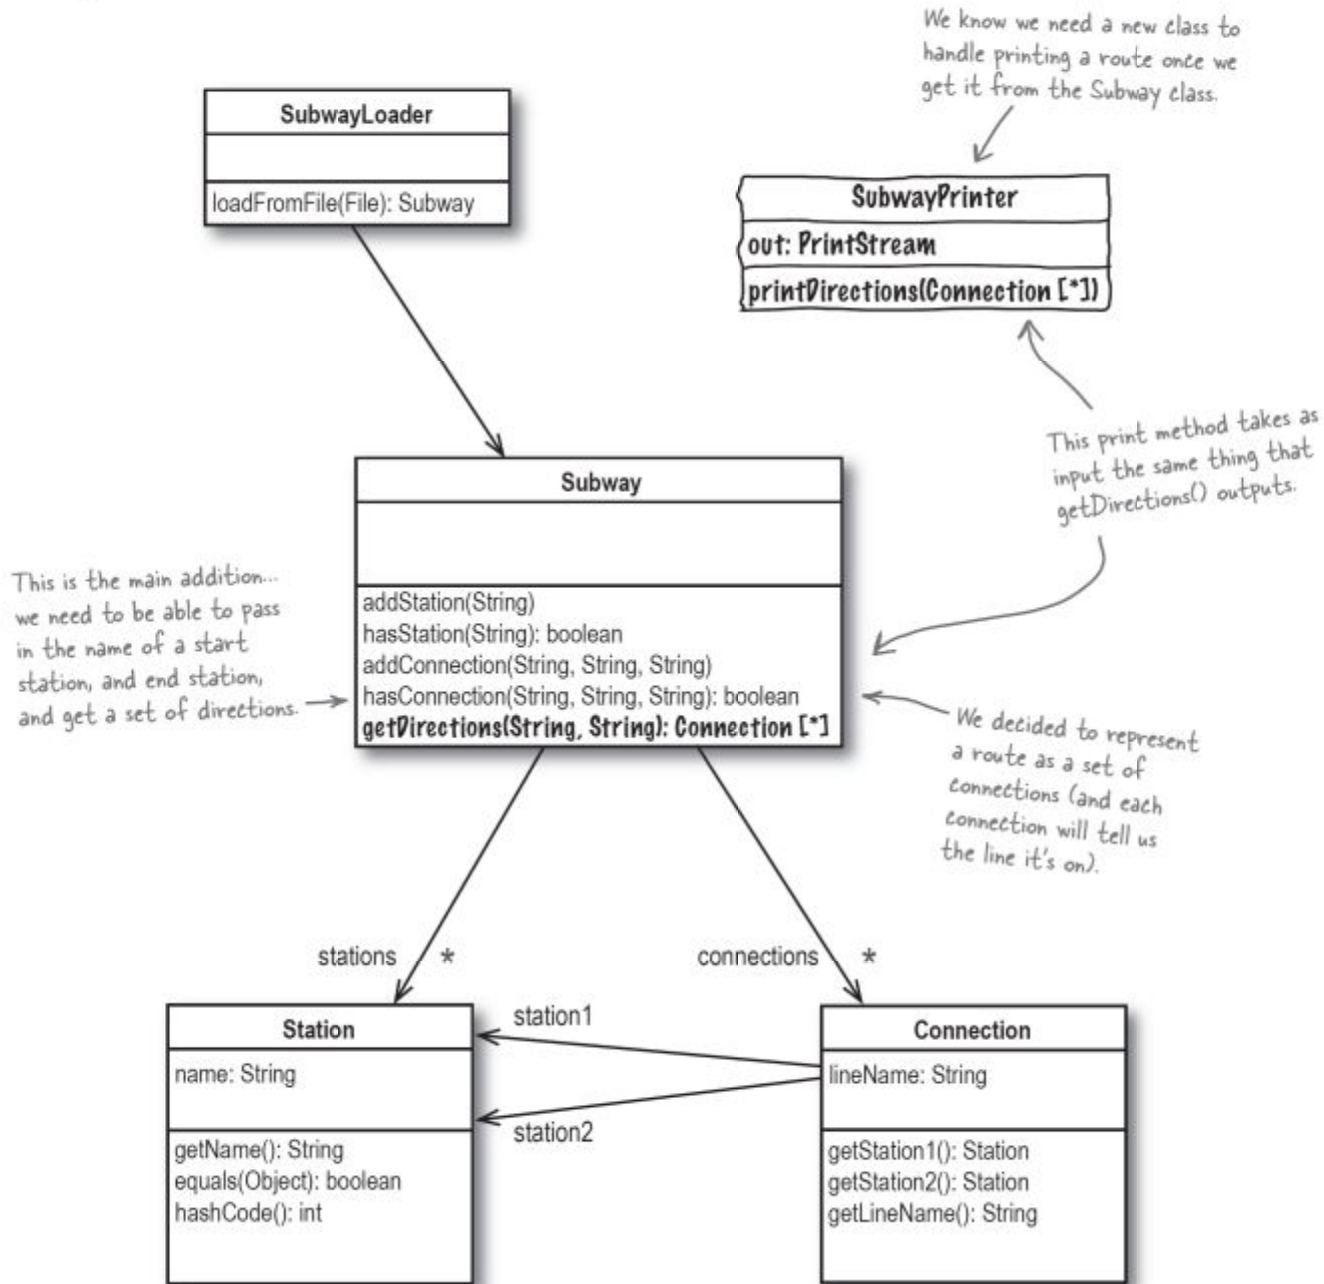 We know we need a new class to
handle printing a route once we
get it from the Subway class.
SubwayLoader
loadFromFile(File): Subway
SubwayPrinter
out: PrintStream
printDirections(Connection [*])
This print method takes as
input the same thing that
getDirections() outputs.
Subway
addStation(String)
hasStation(String): boolean
addConnection(String, String, String)
hasConnection(String, String, String): boolean
getDirections(String, String): Connection [*]
This is the main addition...
we need to be able to pass
in the name of a start
station, and end station,
and get a set of directions.
We decided to represent
a route as a set of
connections (and each
connection will tell us
the line it's on).
stations *
connections *
station1
station2
Station
name: String
getName(): String
equals(Object): boolean
hashCode(): int
Connection
lineName: String
getStation1(): Station
getStation2(): Station
getLineName(): String